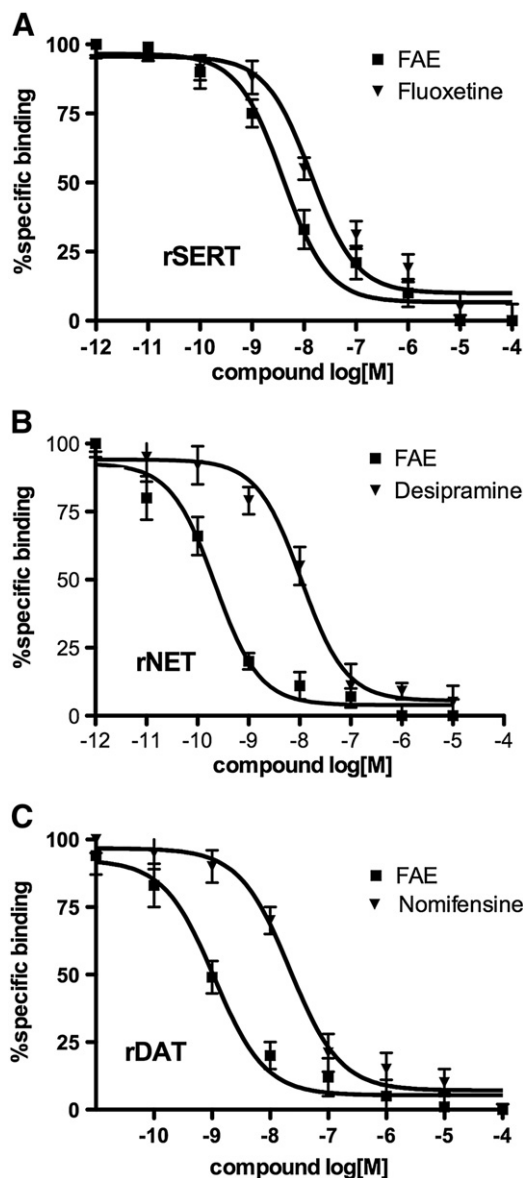 A
100
75
50
25
0
%specific binding
FAE
Fluoxetine
rSERT
-12 -11 -10 -9 -8 -7 -6 -5 -4
compound log[M]
B
100
75
50
25
0
%specific binding
FAE
Desipramine
rNET
-12 -11 -10 -9 -8 -7 -6 -5 -4
compound log[M]
C
100
75
50
25
0
%specific binding
FAE
Nomifensine
rDAT
-10 -9 -8 -7 -6 -5 -4
compound log[M]